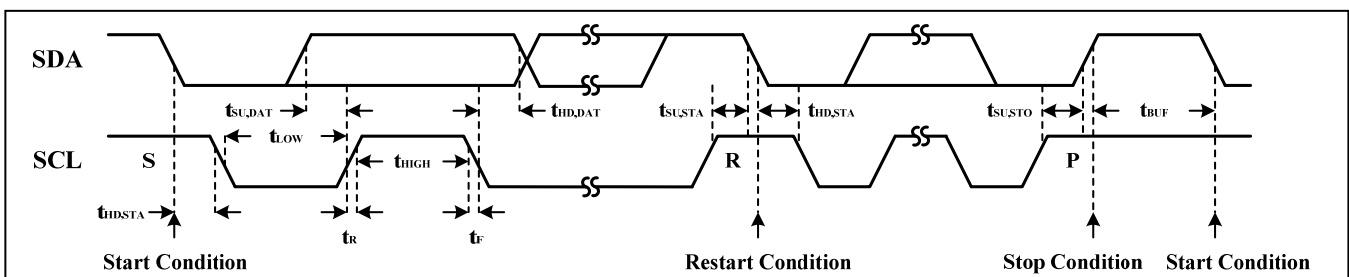 SDA
tSU,DAT
tHD,DAT
tSU,STA
tHD,STA
tSU,STO
tBUF
tLOW
SCL
S
tHIGH
R
P
tHD,STA
tR
tF
Start Condition
Restart Condition
Stop Condition
Start Condition